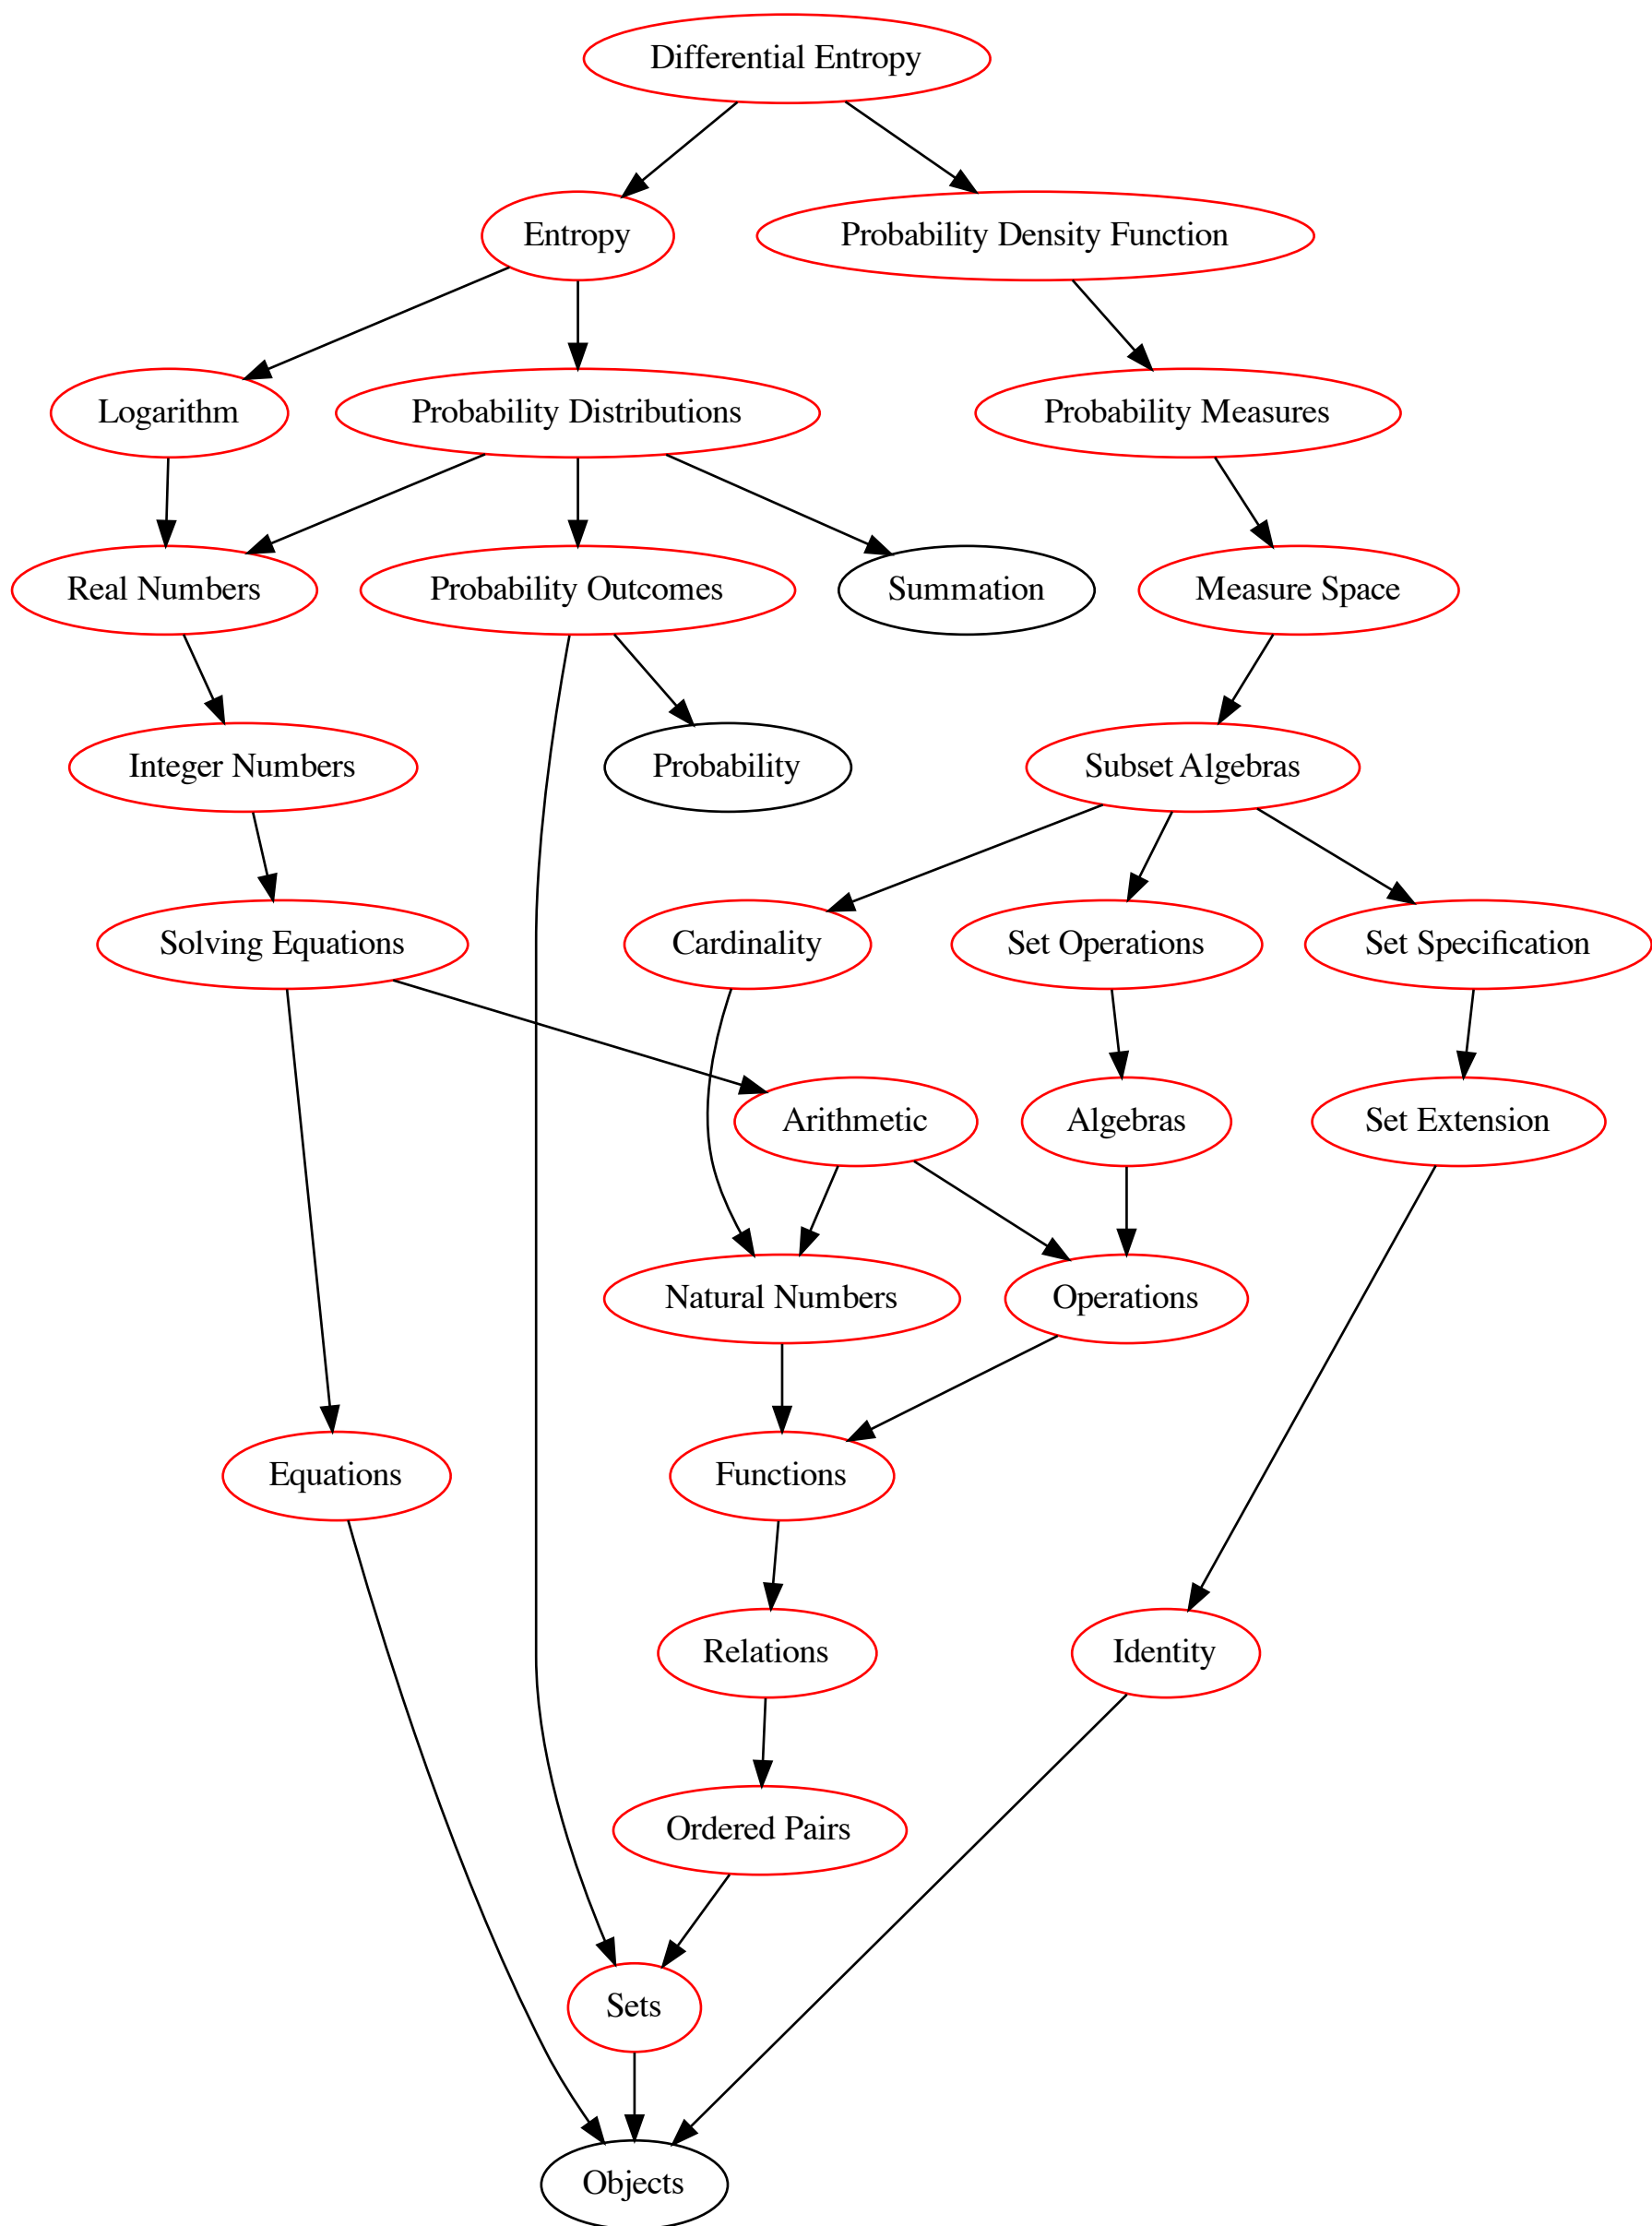 Differential Entropy
Entropy
Probability Density Function
Logarithm
Probability Distributions
Probability Measures
Real Numbers
Probability Outcomes
Summation
Measure Space
Integer Numbers
Probability
Subset Algebras
Solving Equations
Cardinality
Set Operations
Set Specification
Arithmetic
Algebras
Set Extension
Natural Numbers
Operations
Equations
Functions
Relations
Identity
Ordered Pairs
Sets
Objects